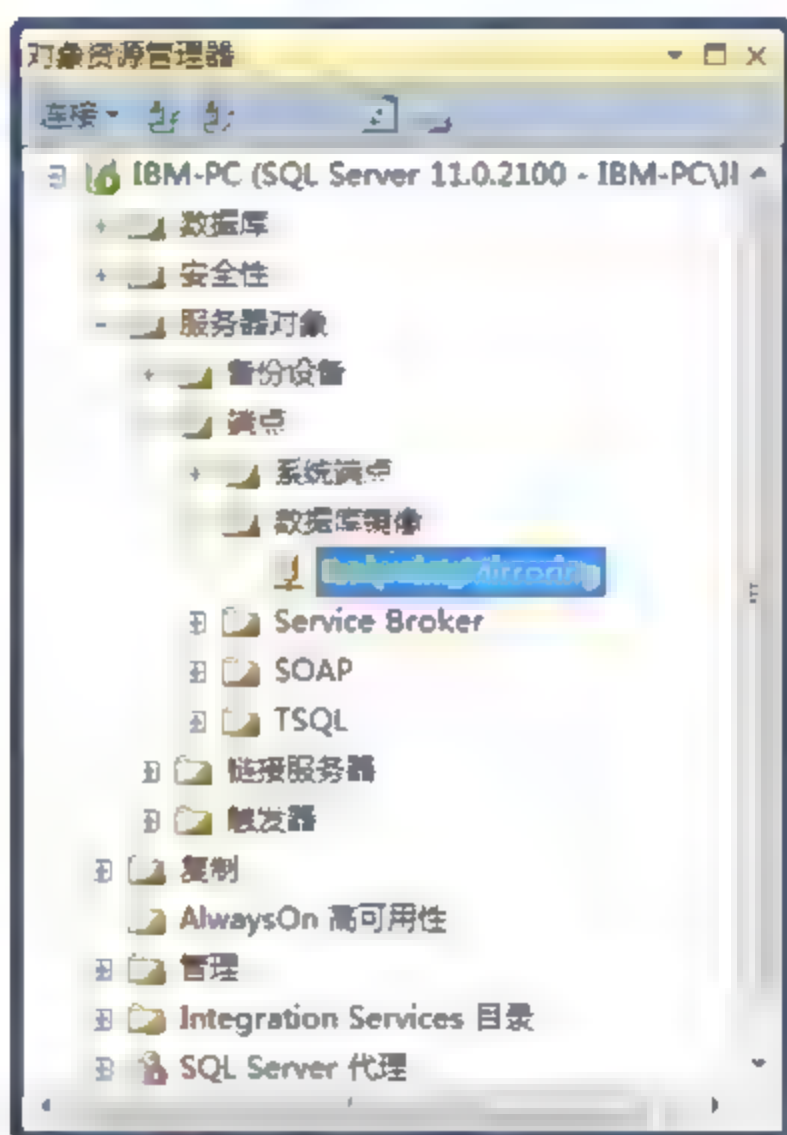 对象资源管理器
连接
IBM-PC (SQL Server 11.0.2100 - IBM-PC\
数据库
安全性
服务器对象
备份设备
端点
系统端点
数据库镜像
Service Broker
SOAP
TSQL
链接服务器
触发器
复制
AlwaysOn 高可用性
管理
Integration Services 目录
SQL Server 代理